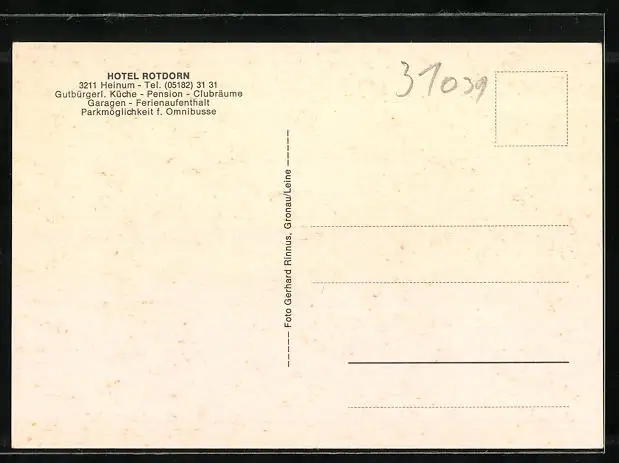 HOTEL ROTDORN
3211 Heinum - Tel. (05182) 31 31
Gutbürgerl. Küche - Pension - Clubräume
Garagen - Ferienaufenthalt
Parkmöglichkeit f. Omnibusse
31039
Foto Gerhard Rinnus, Gronau/Leine